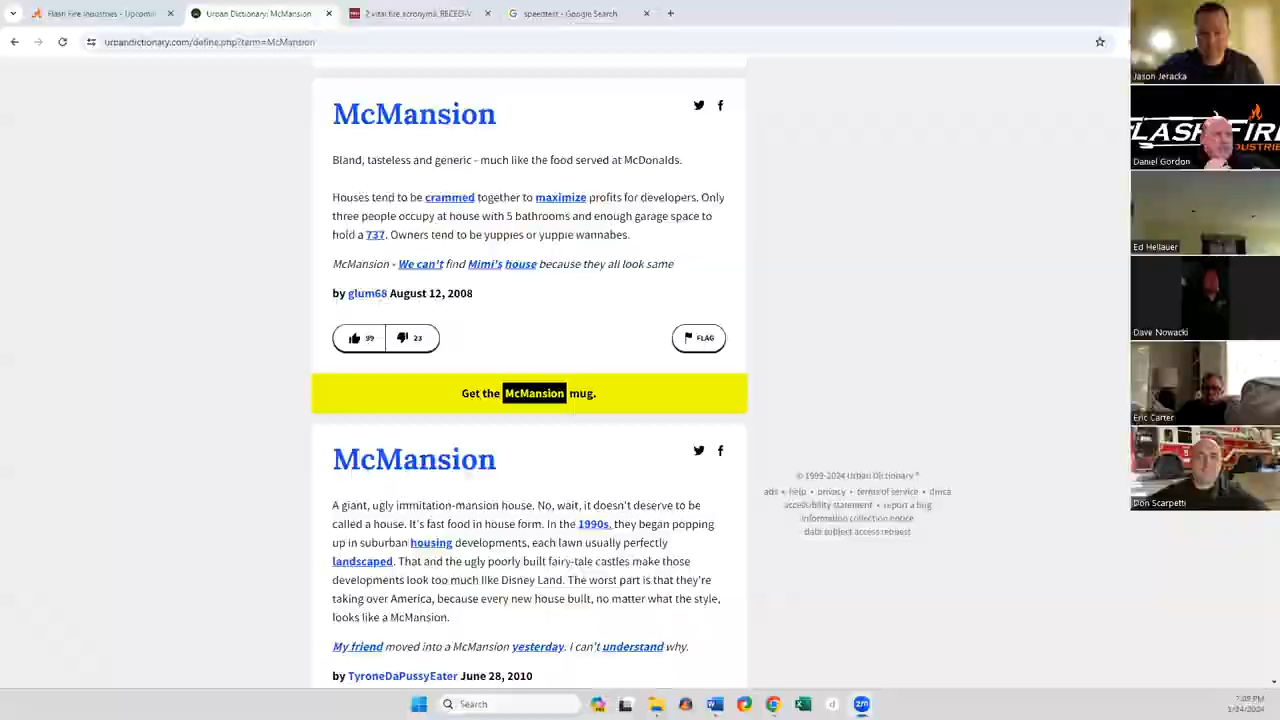 Flash Fire Industries - Upcomi
Urban Dictionary: McMansion
2 vital fire acronyms, RECEO-V
speedtest - Google Search
urbandictionary.com/define.php?term=McMansion
McMansion
Bland, tasteless and generic - much like the food served at McDonalds.
Houses tend to be crammed together to maximize profits for developers. Only
three people occupy at house with 5 bathrooms and enough garage space to
hold a 737. Owners tend to be yuppies or yuppie wannabes.
McMansion - We can't find Mimi's house because they all look same
by glum68 August 12, 2008
99
23
FLAG
Get the McMansion mug.
McMansion
A giant, ugly immitation-mansion house. No, wait, it doesn't deserve to be
called a house. It's fast food in house form. In the 1990s, they began popping
up in suburban housing developments, each lawn usually perfectly
landscaped. That and the ugly poorly built fairy-tale castles make those
developments look too much like Disney Land. The worst part is that they're
taking over America, because every new house built, no matter what the style,
looks like a McMansion.
My friend moved into a McMansion yesterday. I can't understand why.
by TyroneDaPussyEater June 28, 2010
© 1999-2024 Urban Dictionary ®
ads • help • privacy • terms of service • dmca
accessibility statement • report a bug
information collection notice
data subject access request
Jason Jeracka
FLASH FIRE
INDUSTRIES
Daniel Gordon
Ed Hellauer
Dave Nowacki
Eric Carter
Don Scarpetti
Search
zm
7:49 PM
1/24/2024